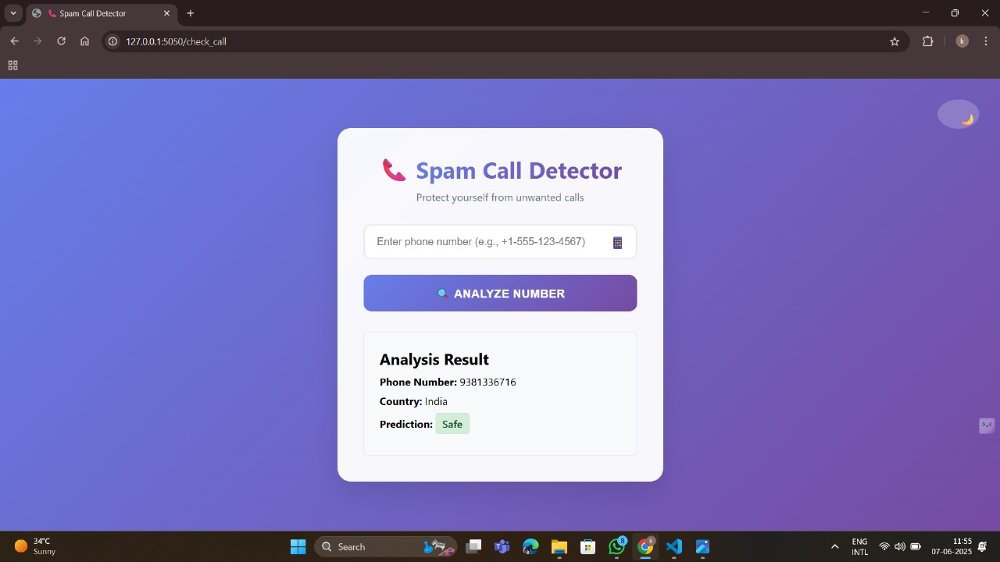 Spam Call Detector
127.0.0.1:5050/check_call
k
Spam Call Detector
Protect yourself from unwanted calls
Enter phone number (e.g., +1-555-123-4567)
ANALYZE NUMBER
Analysis Result
Phone Number: 9381336716
Country: India
Prediction: Safe
34°C
Sunny
Search
8
k
ENG
INTL
11:55
07-06-2025